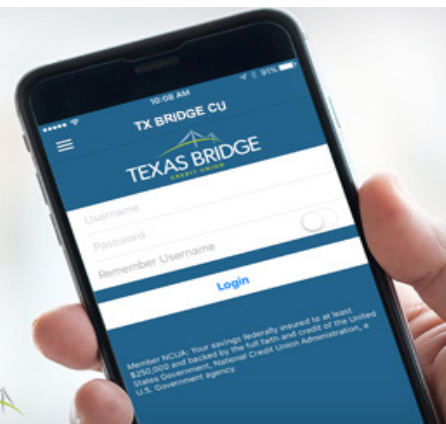 10:08 AM
91%
TX BRIDGE CU
TEXAS BRIDGE
CREDIT UNION
Username
Password
Remember Username
Login
Member NCUA: Your savings federally insured to at least
$250,000 and backed by the full faith and credit of the United
States Government, National Credit Union Administration, a
U.S. Government agency.